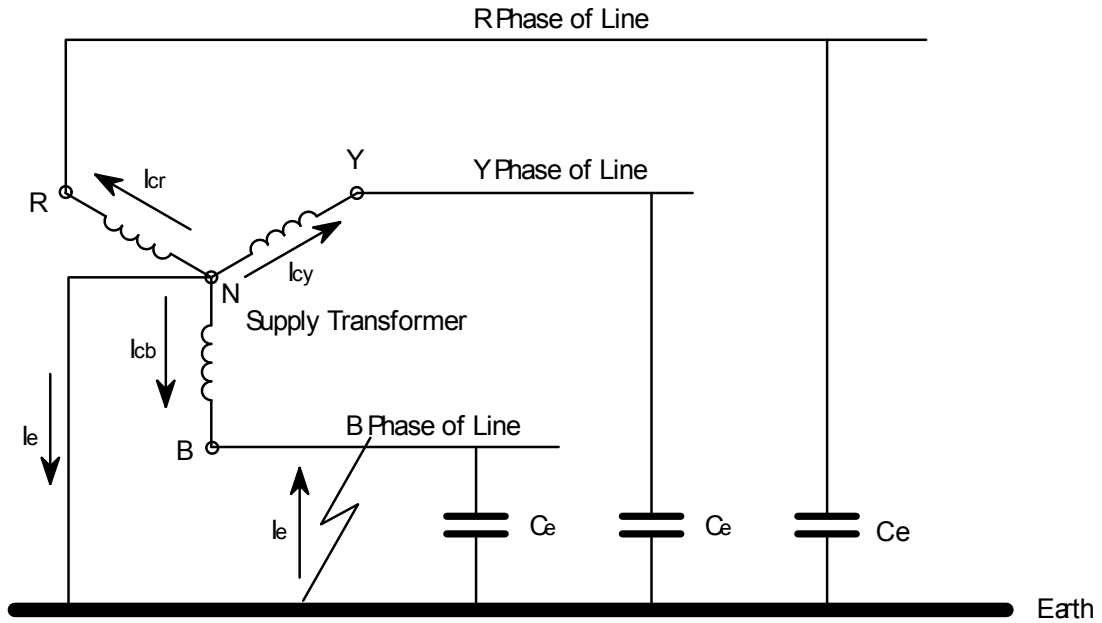 R Phase of Line
Y
Y Phase of Line
Icr
R
Icy
N
Supply Transformer
Icb
B Phase of Line
Ie
B
Ie
Ce
Ce
Ce
Earth